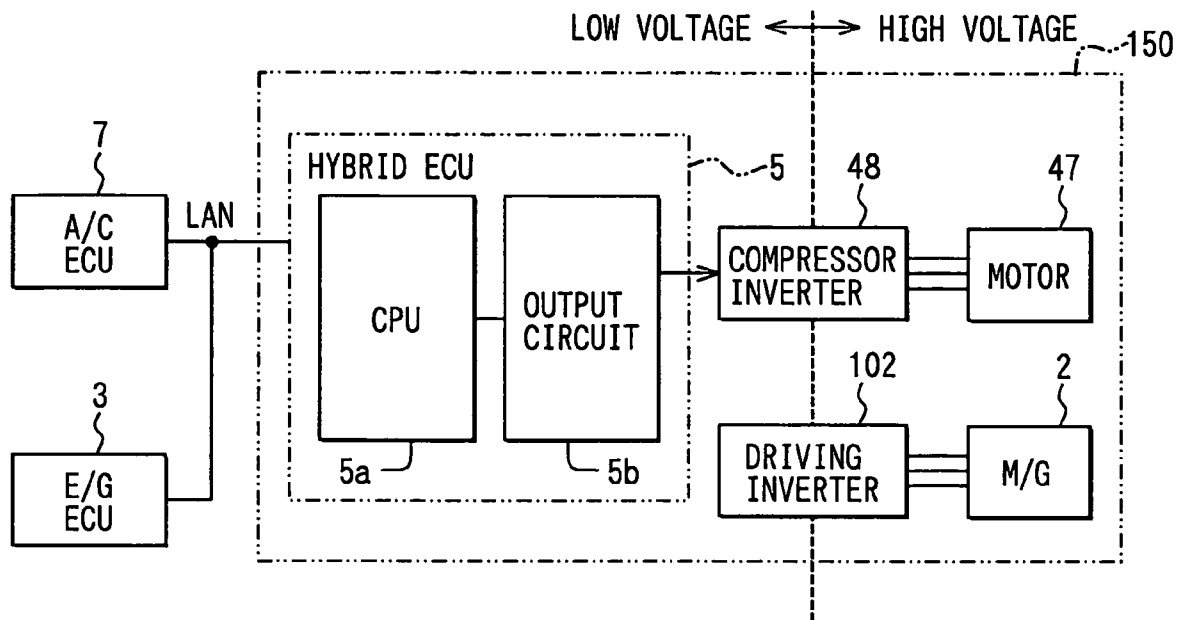 LOW VOLTAGE
HIGH VOLTAGE
150
7
A/C
ECU
LAN
HYBRID ECU
5
CPU
5a
OUTPUT
CIRCUIT
5b
48
COMPRESSOR
INVERTER
47
MOTOR
3
E/G
ECU
102
DRIVING
INVERTER
2
M/G